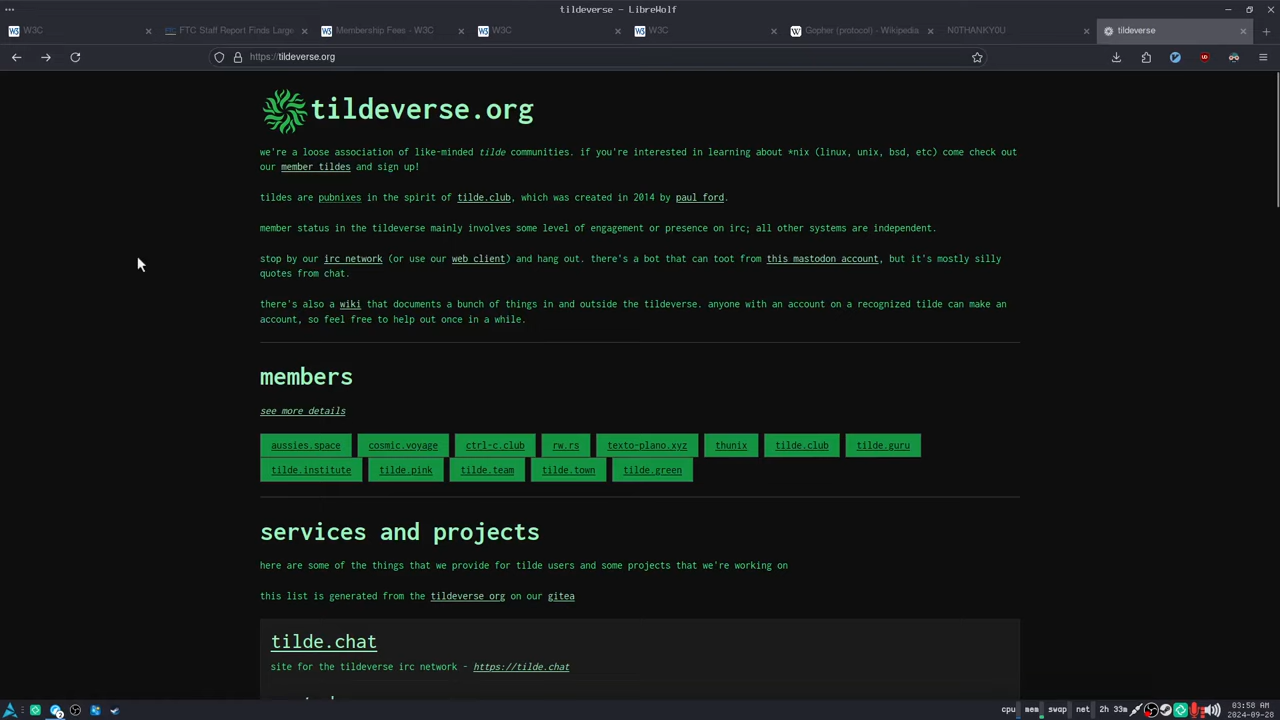 tildeverse — LibreWolf
W3C
FTC Staff Report Finds Large
Membership Fees - W3C
W3C
W3C
Gopher (protocol) - Wikipedia
N0THANKY0U
tildeverse
https://tildeverse.org
tildeverse.org
we're a loose association of like-minded tilde communities. if you're interested in learning about *nix (linux, unix, bsd, etc) come check out
our member tildes and sign up!
tildes are pubnixes in the spirit of tilde.club, which was created in 2014 by paul ford.
member status in the tildeverse mainly involves some level of engagement or presence on irc; all other systems are independent.
stop by our irc network (or use our web client) and hang out. there's a bot that can toot from this mastodon account, but it's mostly silly
quotes from chat.
there's also a wiki that documents a bunch of things in and outside the tildeverse. anyone with an account on a recognized tilde can make an
account, so feel free to help out once in a while.
members
see more details
aussies.space cosmic.voyage ctrl-c.club rw.rs texto-plano.xyz thunix tilde.club tilde.guru
tilde.institute tilde.pink tilde.team tilde.town tilde.green
services and projects
here are some of the things that we provide for tilde users and some projects that we're working on
this list is generated from the tildeverse org on our gitea
tilde.chat
site for the tildeverse irc network - https://tilde.chat
cpu mem swap net 2h 33m 03:58 AM
2024-09-28